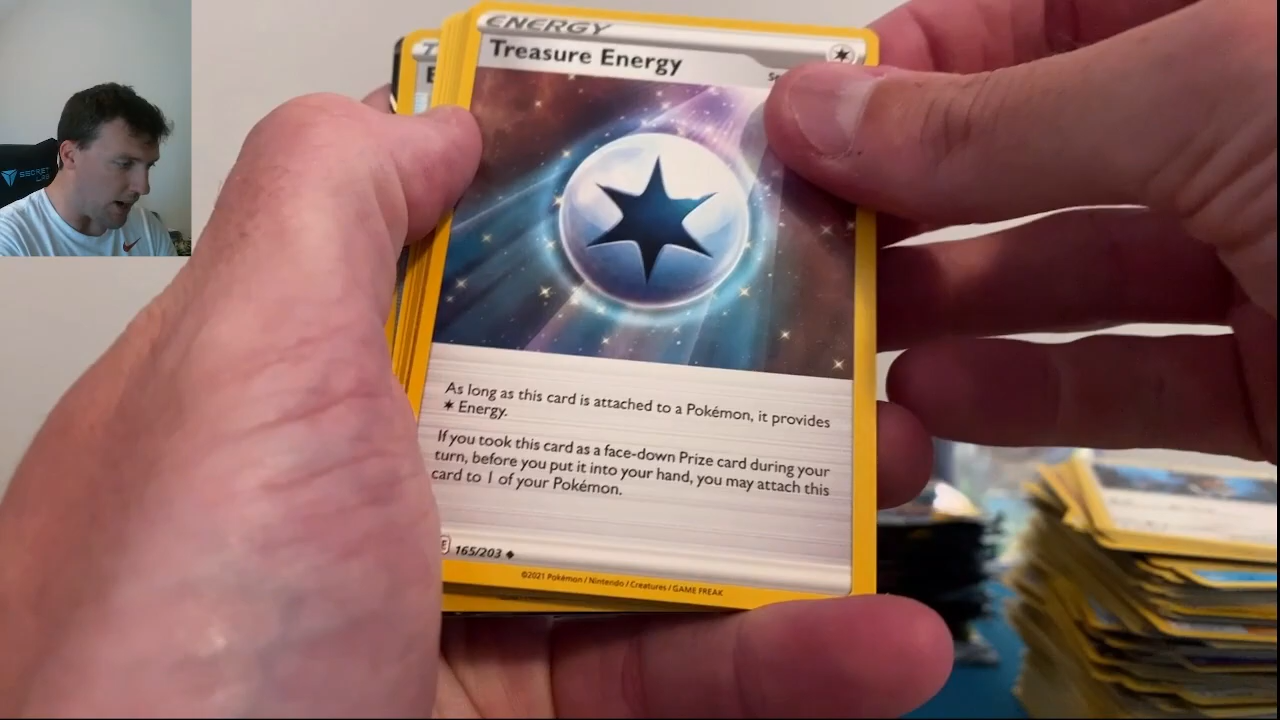 ENERGY
Treasure Energy
As long as this card is attached to a Pokémon, it provides
Energy.
If you took this card as a face-down Prize card during your
turn, before you put it into your hand, you may attach this
card to 1 of your Pokémon.
E 165/203
©2021 Pokémon / Nintendo / Creatures / GAME FREAK
SECRET
LAB